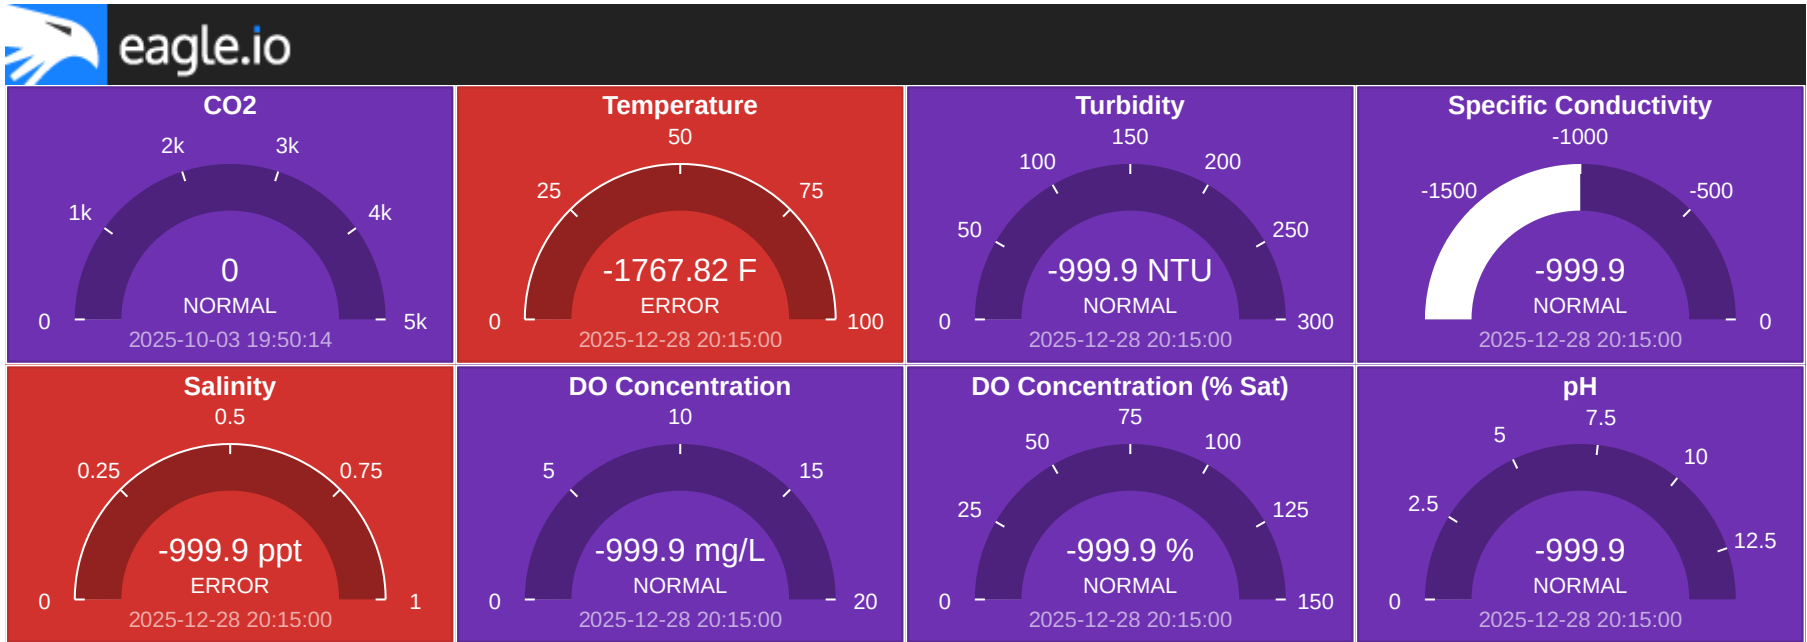 eagle.io
CO2
2k
3k
1k
4k
0
5k
0
NORMAL
2025-10-03 19:50:14
Temperature
50
25
75
0
100
-1767.82 F
ERROR
2025-12-28 20:15:00
Turbidity
150
100
200
50
250
0
300
-999.9 NTU
NORMAL
2025-12-28 20:15:00
Specific Conductivity
-1000
-1500
-500
0
-999.9
NORMAL
2025-12-28 20:15:00
Salinity
0.5
0.25
0.75
0
1
-999.9 ppt
ERROR
2025-12-28 20:15:00
DO Concentration
10
5
15
0
20
-999.9 mg/L
NORMAL
2025-12-28 20:15:00
DO Concentration (% Sat)
75
50
100
25
125
0
150
-999.9 %
NORMAL
2025-12-28 20:15:00
pH
7.5
5
10
2.5
12.5
0
-999.9
NORMAL
2025-12-28 20:15:00